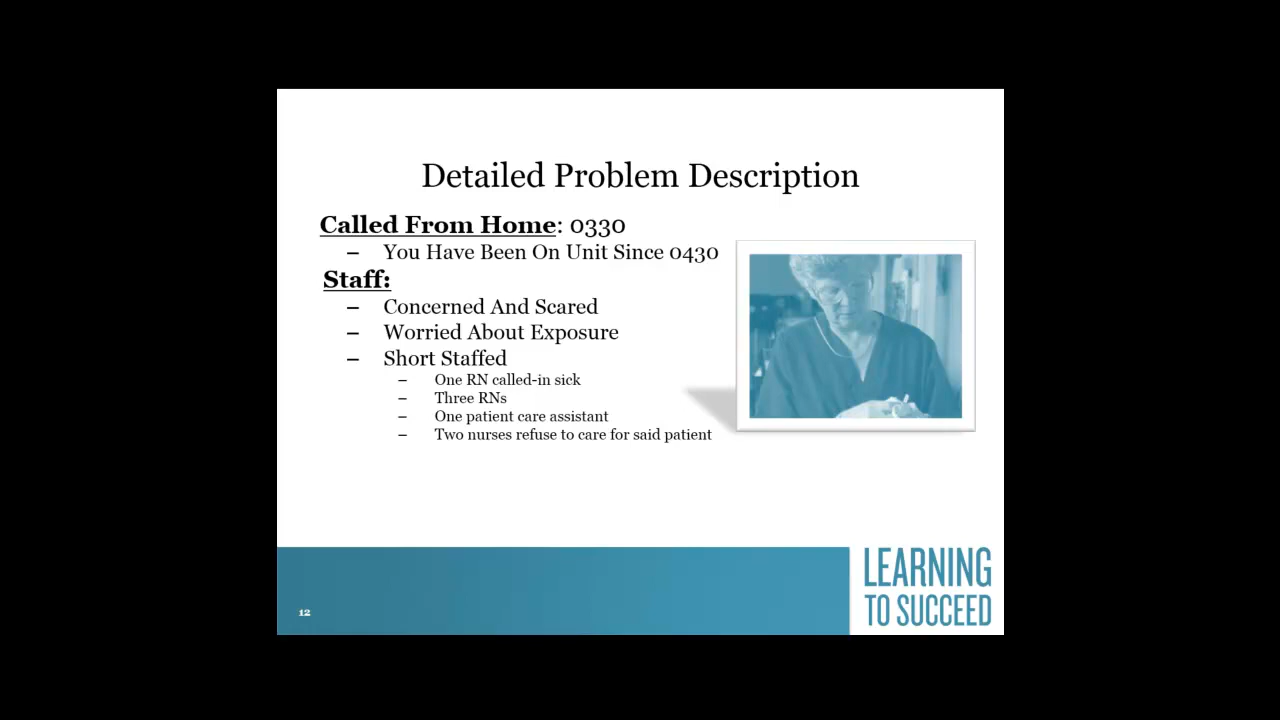 Detailed Problem Description
Called From Home: 0330
– You Have Been On Unit Since 0430
Staff:
– Concerned And Scared
– Worried About Exposure
– Short Staffed
– One RN called-in sick
– Three RNs
– One patient care assistant
– Two nurses refuse to care for said patient
12
LEARNING
TO SUCCEED